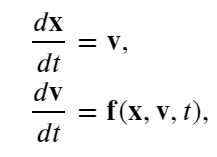 d𝐱/dt = 𝐯,
d𝐯/dt = 𝐟(𝐱, 𝐯, t),